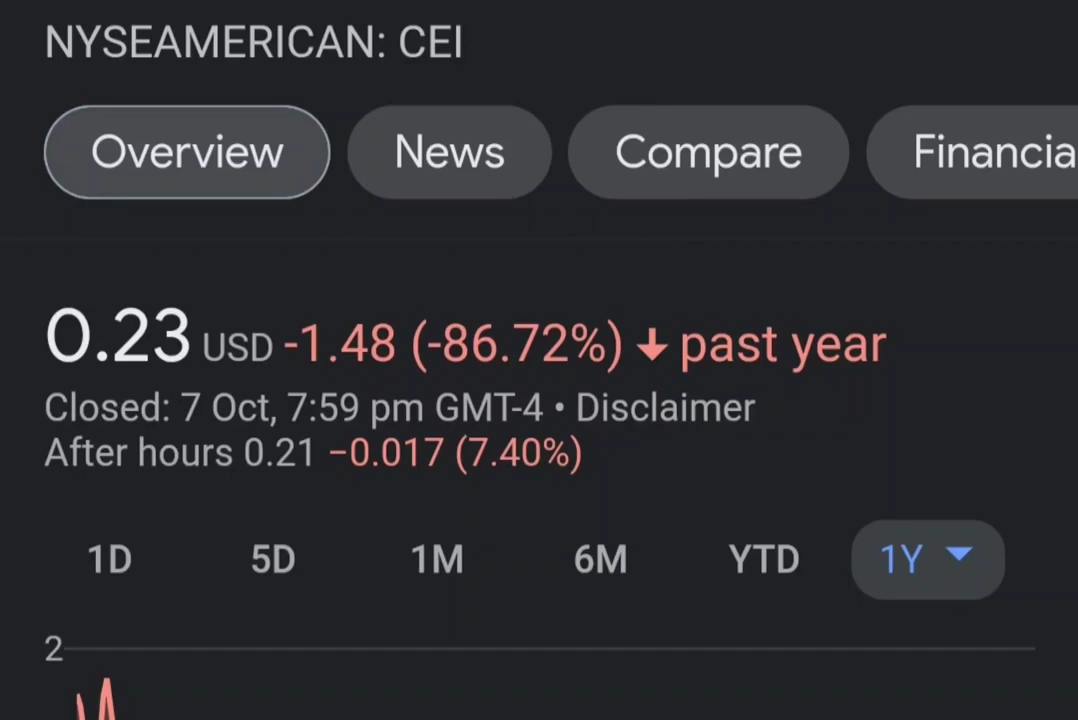 NYSEAMERICAN: CEI
Overview News Compare Financia
0.23 USD -1.48 (-86.72%) ↓ past year
Closed: 7 Oct, 7:59 pm GMT-4 • Disclaimer
After hours 0.21 −0.017 (7.40%)
1D 5D 1M 6M YTD 1Y
2